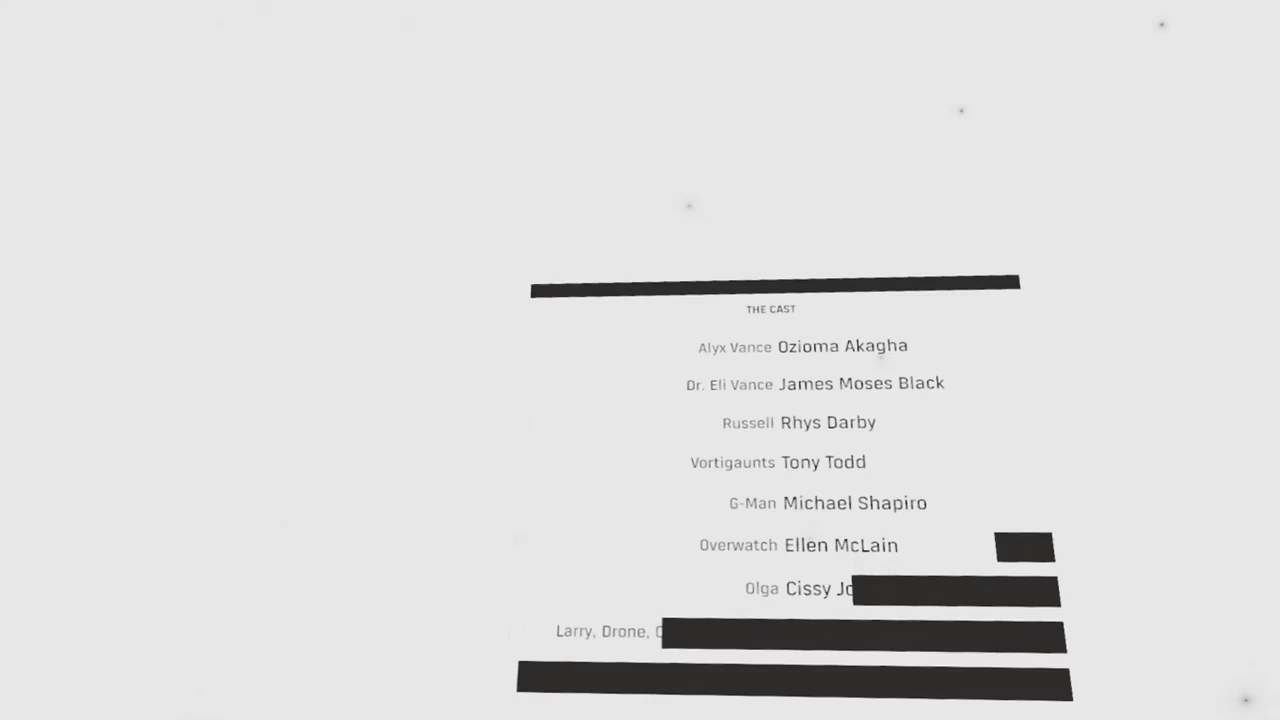 THE CAST
Alyx Vance Ozioma Akagha
Dr. Eli Vance James Moses Black
Russell Rhys Darby
Vortigaunts Tony Todd
G-Man Michael Shapiro
Overwatch Ellen McLain
Olga Cissy
Larry, Drone,